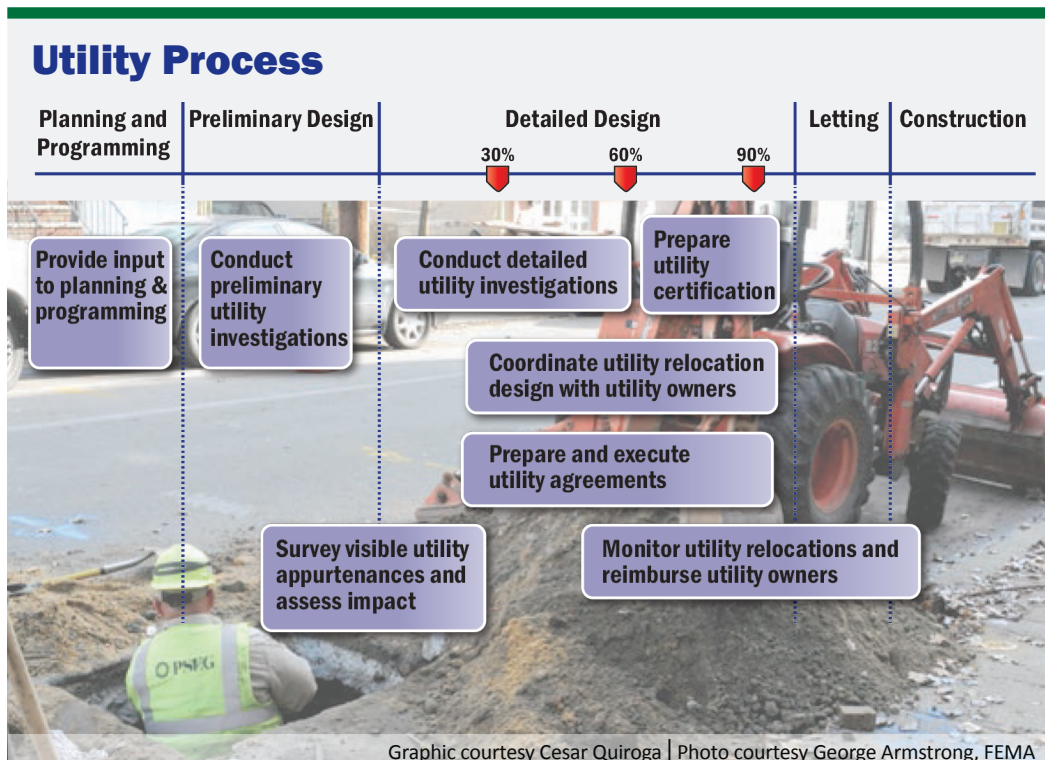 Utility Process
Planning and
Programming
Preliminary Design
Detailed Design
Letting
Construction
30%
60%
90%
Provide input
to planning &
programming
Conduct
preliminary
utility
investigations
Conduct detailed
utility investigations
Prepare
utility
certification
Coordinate utility relocation
design with utility owners
Prepare and execute
utility agreements
Survey visible utility
appurtenances and
assess impact
Monitor utility relocations and
reimburse utility owners
PSEG
Graphic courtesy Cesar Quiroga | Photo courtesy George Armstrong, FEMA